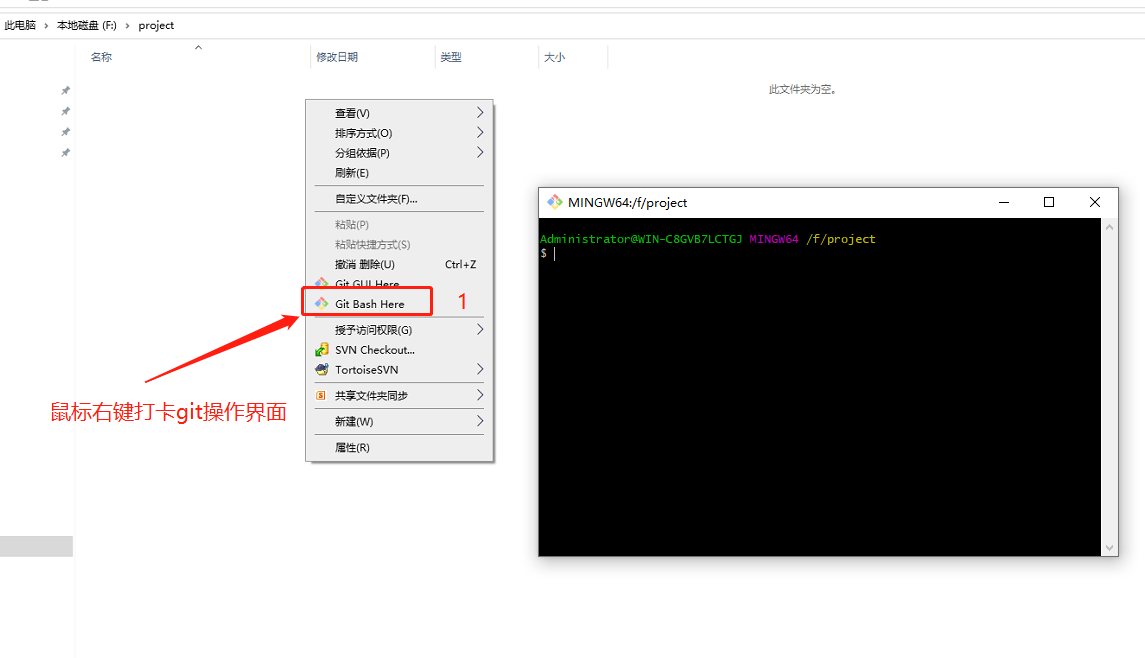 此电脑 › 本地磁盘 (F:) › project
名称 修改日期 类型 大小
此文件夹为空。
查看(V)
排序方式(O)
分组依据(P)
刷新(E)
自定义文件夹(F)...
粘贴(P)
粘贴快捷方式(S)
撤消 删除(U) Ctrl+Z
Git GUI Here
Git Bash Here 1
授予访问权限(G)
SVN Checkout...
TortoiseSVN
共享文件夹同步
新建(W)
属性(R)
鼠标右键打卡git操作界面
MINGW64:/f/project
Administrator@WIN-C8GVB7LCTGJ MINGW64 /f/project
$